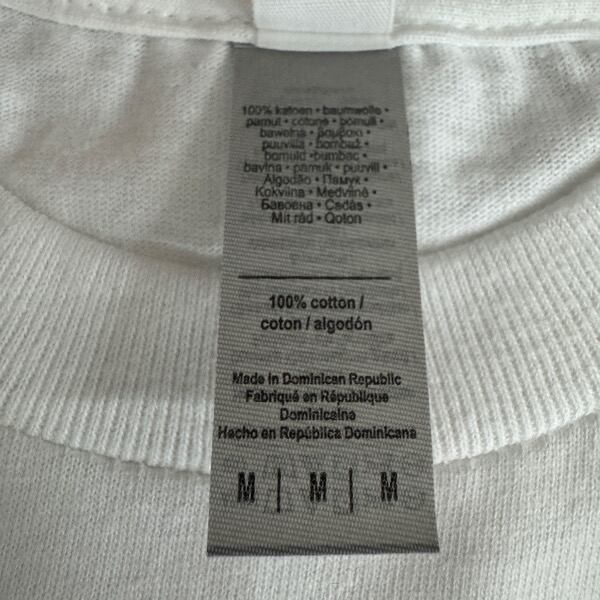 100% katoen • baumwolle •
pamut • cotone • bomull •
bawełna • βαμβάκι •
puuvilla • bombaž •
bomuld • bumbac •
bavlna • pamuk • puuvill •
Algodão • Памук •
Kokvilna • Medvilnė •
Бавовна • Cadás •
Mit rád • Qoton
100% cotton /
coton / algodón
Made in Dominican Republic
Fabriqué en République
Dominicaine
Hecho en República Dominicana
M | M | M